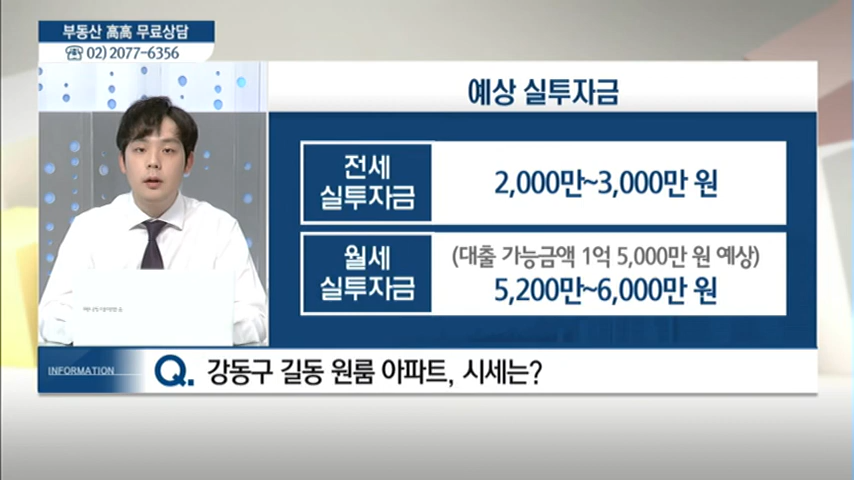 부동산 高高 무료상담
☎ 02) 2077-6356
예상 실투자금
전세
실투자금
2,000만~3,000만 원
월세
실투자금
(대출 가능금액 1억 5,000만 원 예상)
5,200만~6,000만 원
INFORMATION
Q. 강동구 길동 원룸 아파트, 시세는?